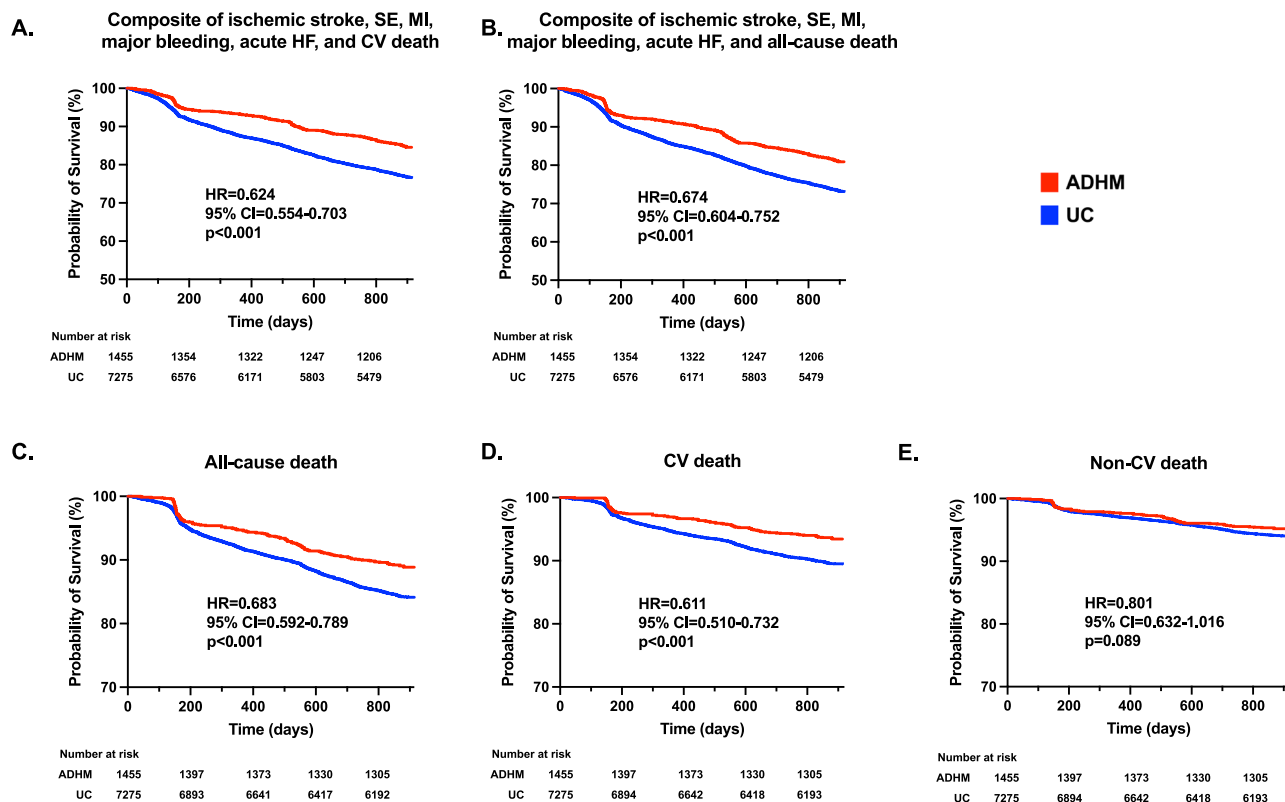 A.
Composite of ischemic stroke, SE, MI,
major bleeding, acute HF, and CV death
Probability of Survival (%)
100
90
80
70
60
50
HR=0.624
95% CI=0.554-0.703
p<0.001
0 200 400 600 800
Time (days)
Number at risk
ADHM 1455 1354 1322 1247 1206
UC 7275 6576 6171 5803 5479
B.
Composite of ischemic stroke, SE, MI,
major bleeding, acute HF, and all-cause death
Probability of Survival (%)
100
90
80
70
60
50
HR=0.674
95% CI=0.604-0.752
p<0.001
0 200 400 600 800
Time (days)
Number at risk
ADHM 1455 1354 1322 1247 1206
UC 7275 6576 6171 5803 5479
ADHM
UC
C.
All-cause death
Probability of Survival (%)
100
90
80
70
HR=0.683
95% CI=0.592-0.789
p<0.001
0 200 400 600 800
Time (days)
Number at risk
ADHM 1455 1397 1373 1330 1305
UC 7275 6893 6641 6417 6192
D.
CV death
Probability of Survival (%)
100
90
80
70
HR=0.611
95% CI=0.510-0.732
p<0.001
0 200 400 600 800
Time (days)
Number at risk
ADHM 1455 1397 1373 1330 1305
UC 7275 6894 6642 6418 6193
E.
Non-CV death
Probability of Survival (%)
100
90
80
70
HR=0.801
95% CI=0.632-1.016
p=0.089
0 200 400 600 800
Time (days)
Number at risk
ADHM 1455 1397 1373 1330 1305
UC 7275 6894 6642 6418 6193